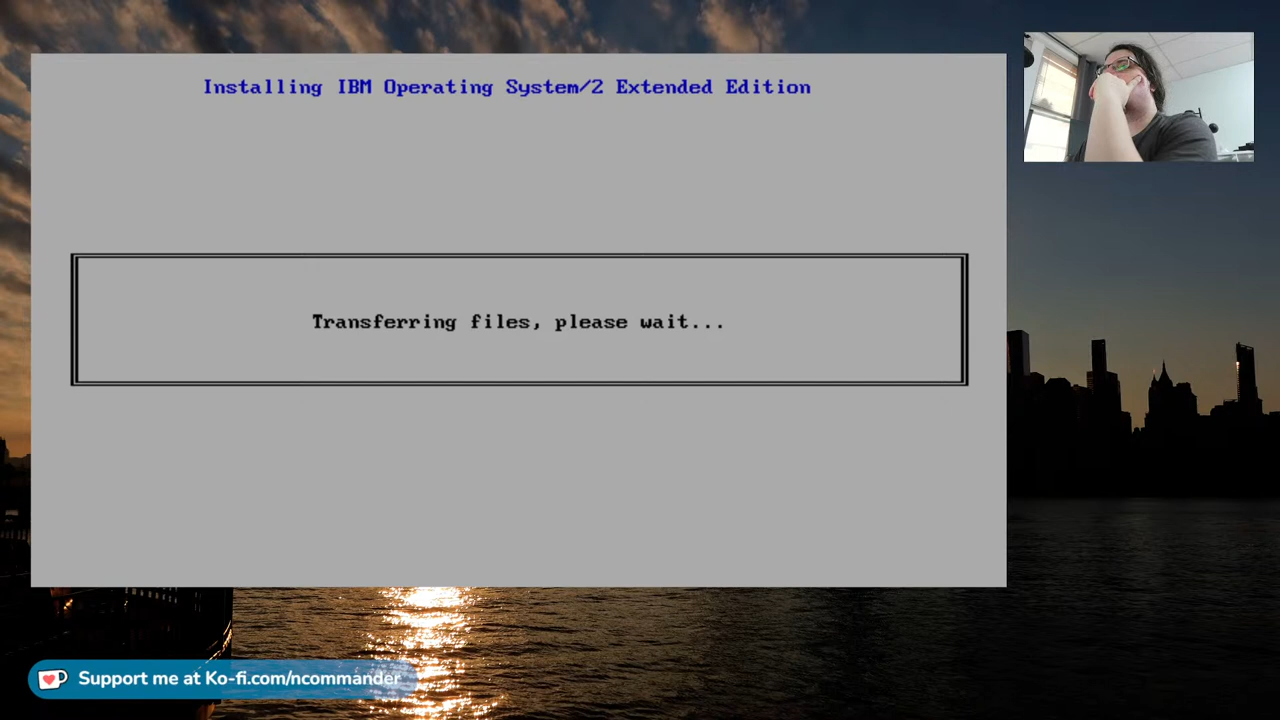 Installing IBM Operating System/2 Extended Edition
Transferring files, please wait...
Support me at Ko-fi.com/ncommander